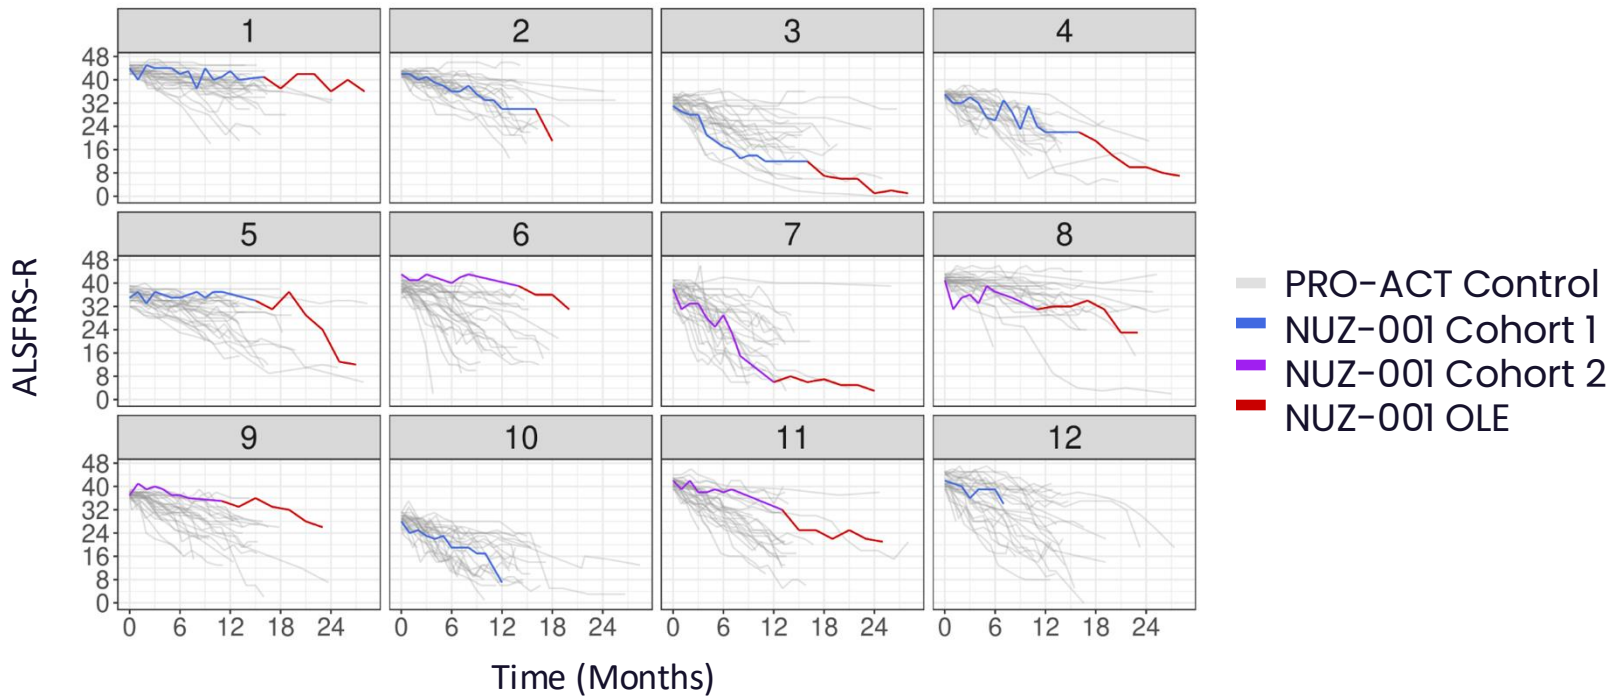 1 2 3 4
48
40
32
24
16
8
0
5 6 7 8
48
40
32
24
16
8
0
ALSFRS-R
9 10 11 12
48
40
32
24
16
8
0
0 6 12 18 24 0 6 12 18 24 0 6 12 18 24 0 6 12 18 24
Time (Months)
PRO-ACT Control
NUZ-001 Cohort 1
NUZ-001 Cohort 2
NUZ-001 OLE